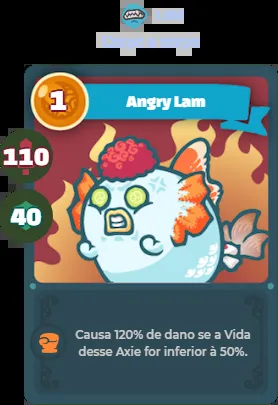 1
Angry Lam
110
40
Causa 120% de dano se a Vida
desse Axie for inferior à 50%.